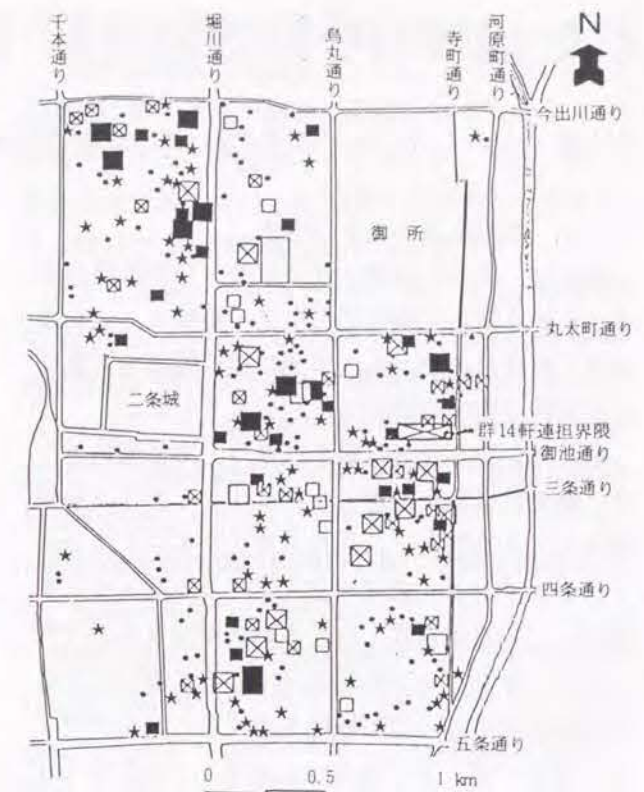 千本通り
堀川通り
烏丸通り
寺町通り
河原町通り
N
今出川通り
御所
丸太町通り
二条城
群14軒連担界隈
御池通り
三条通り
四条通り
五条通り
0 0.5 1 km